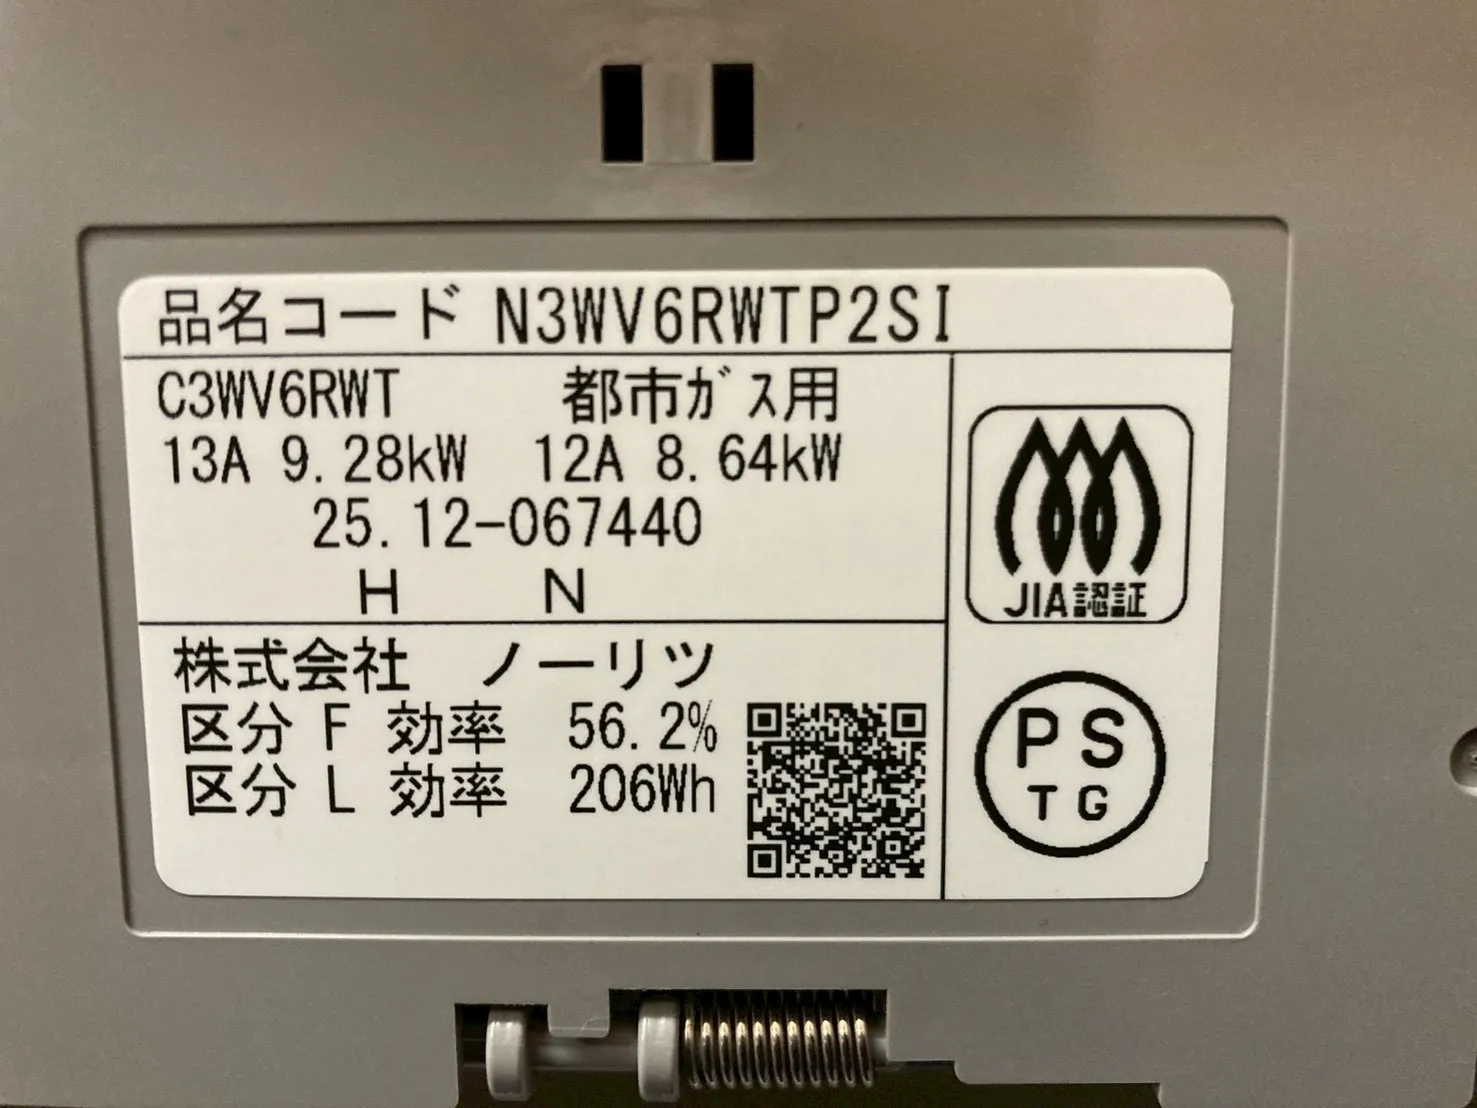 品名コード N3WV6RWTP2SI
C3WV6RWT 都市ガス用
13A 9.28kW 12A 8.64kW
25.12-067440
H N
JIA認証
株式会社 ノーリツ
区分 F 効率 56.2%
区分 L 効率 206Wh
PS
TG